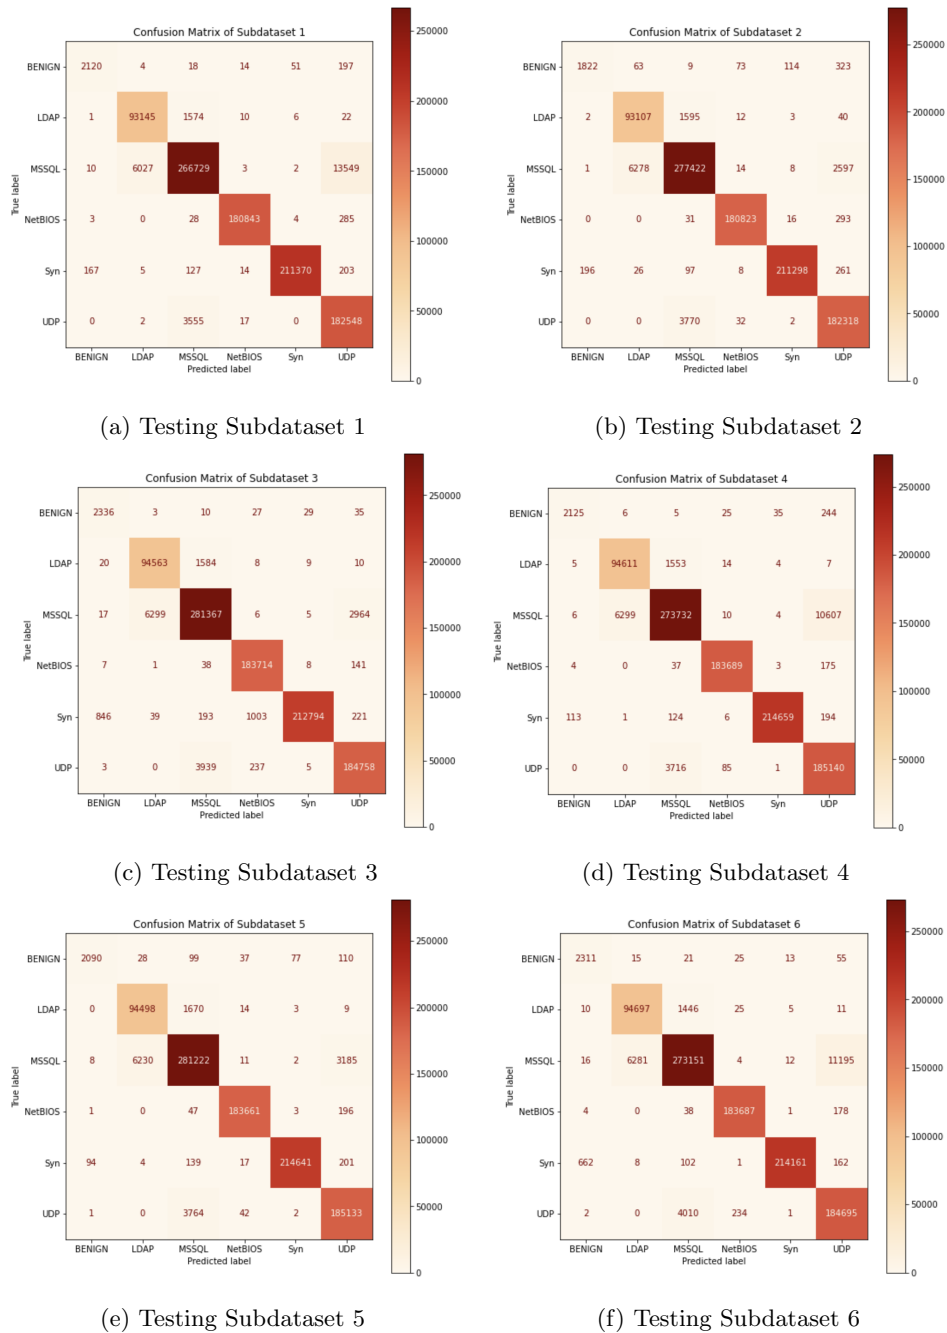 Confusion Matrix of Subdataset 1
True label
BENIGN 2120 4 18 14 51 197
LDAP 1 93145 1574 10 6 22
MSSQL 10 6027 266729 3 2 13549
NetBIOS 3 0 28 180843 4 285
Syn 167 5 127 14 211370 203
UDP 0 2 3555 17 0 182548
BENIGN LDAP MSSQL NetBIOS Syn UDP
Predicted label
250000
200000
150000
100000
50000
0
(a) Testing Subdataset 1
Confusion Matrix of Subdataset 2
True label
BENIGN 1822 63 9 73 114 323
LDAP 2 93107 1595 12 3 40
MSSQL 1 6278 277422 14 8 2597
NetBIOS 0 0 31 180823 16 293
Syn 196 26 97 8 211298 261
UDP 0 0 3770 32 2 182318
BENIGN LDAP MSSQL NetBIOS Syn UDP
Predicted label
250000
200000
150000
100000
50000
0
(b) Testing Subdataset 2
Confusion Matrix of Subdataset 3
True label
BENIGN 2336 3 10 27 29 35
LDAP 20 94563 1584 8 9 10
MSSQL 17 6299 281367 6 5 2964
NetBIOS 7 1 38 183714 8 141
Syn 846 39 193 1003 212794 221
UDP 3 0 3939 237 5 184758
BENIGN LDAP MSSQL NetBIOS Syn UDP
Predicted label
250000
200000
150000
100000
50000
0
(c) Testing Subdataset 3
Confusion Matrix of Subdataset 4
True label
BENIGN 2125 6 5 25 35 244
LDAP 5 94611 1553 14 4 7
MSSQL 6 6299 273732 10 4 10607
NetBIOS 4 0 37 183689 3 175
Syn 113 1 124 6 214659 194
UDP 0 0 3716 85 1 185140
BENIGN LDAP MSSQL NetBIOS Syn UDP
Predicted label
250000
200000
150000
100000
50000
0
(d) Testing Subdataset 4
Confusion Matrix of Subdataset 5
True label
BENIGN 2090 28 99 37 77 110
LDAP 0 94498 1670 14 3 9
MSSQL 8 6230 281222 11 2 3185
NetBIOS 1 0 47 183661 3 196
Syn 94 4 139 17 214641 201
UDP 1 0 3764 42 2 185133
BENIGN LDAP MSSQL NetBIOS Syn UDP
Predicted label
250000
200000
150000
100000
50000
0
(e) Testing Subdataset 5
Confusion Matrix of Subdataset 6
True label
BENIGN 2311 15 21 25 13 55
LDAP 10 94697 1446 25 5 11
MSSQL 16 6281 273151 4 12 11195
NetBIOS 4 0 38 183687 1 178
Syn 662 8 102 1 214161 162
UDP 2 0 4010 234 1 184695
BENIGN LDAP MSSQL NetBIOS Syn UDP
Predicted label
250000
200000
150000
100000
50000
0
(f) Testing Subdataset 6